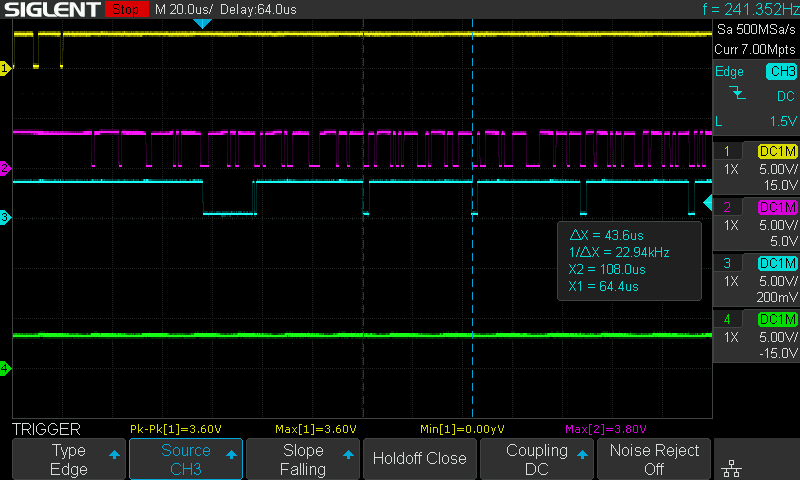 SIGLENT Stop M 20.0us/ Delay:64.0us f = 241.352Hz
Sa 500MSa/s
Curr 7.00Mpts
Edge CH3
DC
L 1.5V
1 DC1M
1X 5.00V/
15.0V
2 DC1M
1X 5.00V/
5.0V
3 DC1M
1X 5.00V/
200mV
4 DC1M
1X 5.00V/
-15.0V
1
2
3
4
ΔX = 43.6us
1/ΔX = 22.94kHz
X2 = 108.0us
X1 = 64.4us
TRIGGER Pk-Pk[1]=3.60V Max[1]=3.60V Min[1]=0.00yV Max[2]=3.80V
Type
Edge
Source
CH3
Slope
Falling
Holdoff Close
Coupling
DC
Noise Reject
Off